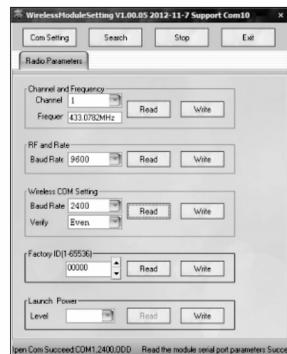 WirelessModuleSetting V1.00.05 2012-11-7 Support Com10 x
Com Setting Search Stop Exit
Radio Parameters
Channel and Frequency
Channel 1
Frequer 433.0782MHz Read Write
RF and Rate
Baud Rate 9600 Read Write
Wireless COM Setting
Baud Rate 2400
Verify Even Read Write
Factory ID(1-65536)
00000 Read Write
Launch Power
Level Read Write
lpen Com Succeed:COM1,2400,ODD Read the module serial port parameters Succe